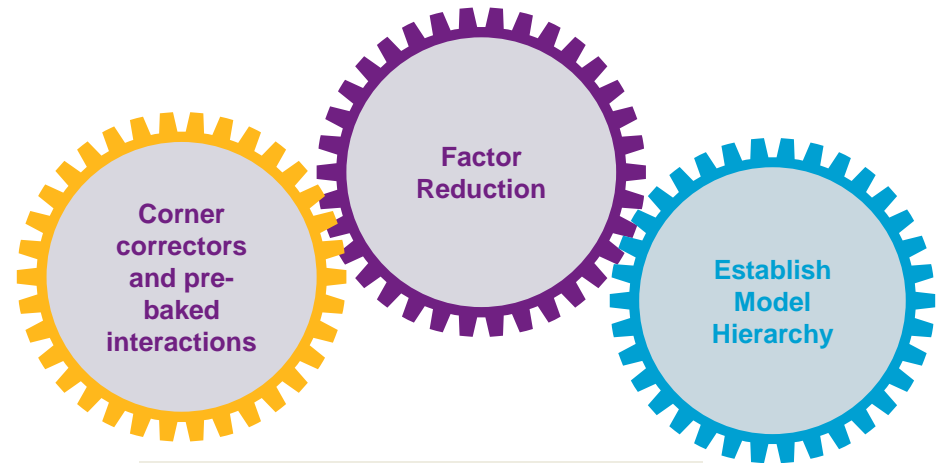 Corner
correctors
and pre-
baked
interactions
Factor
Reduction
Establish
Model
Hierarchy